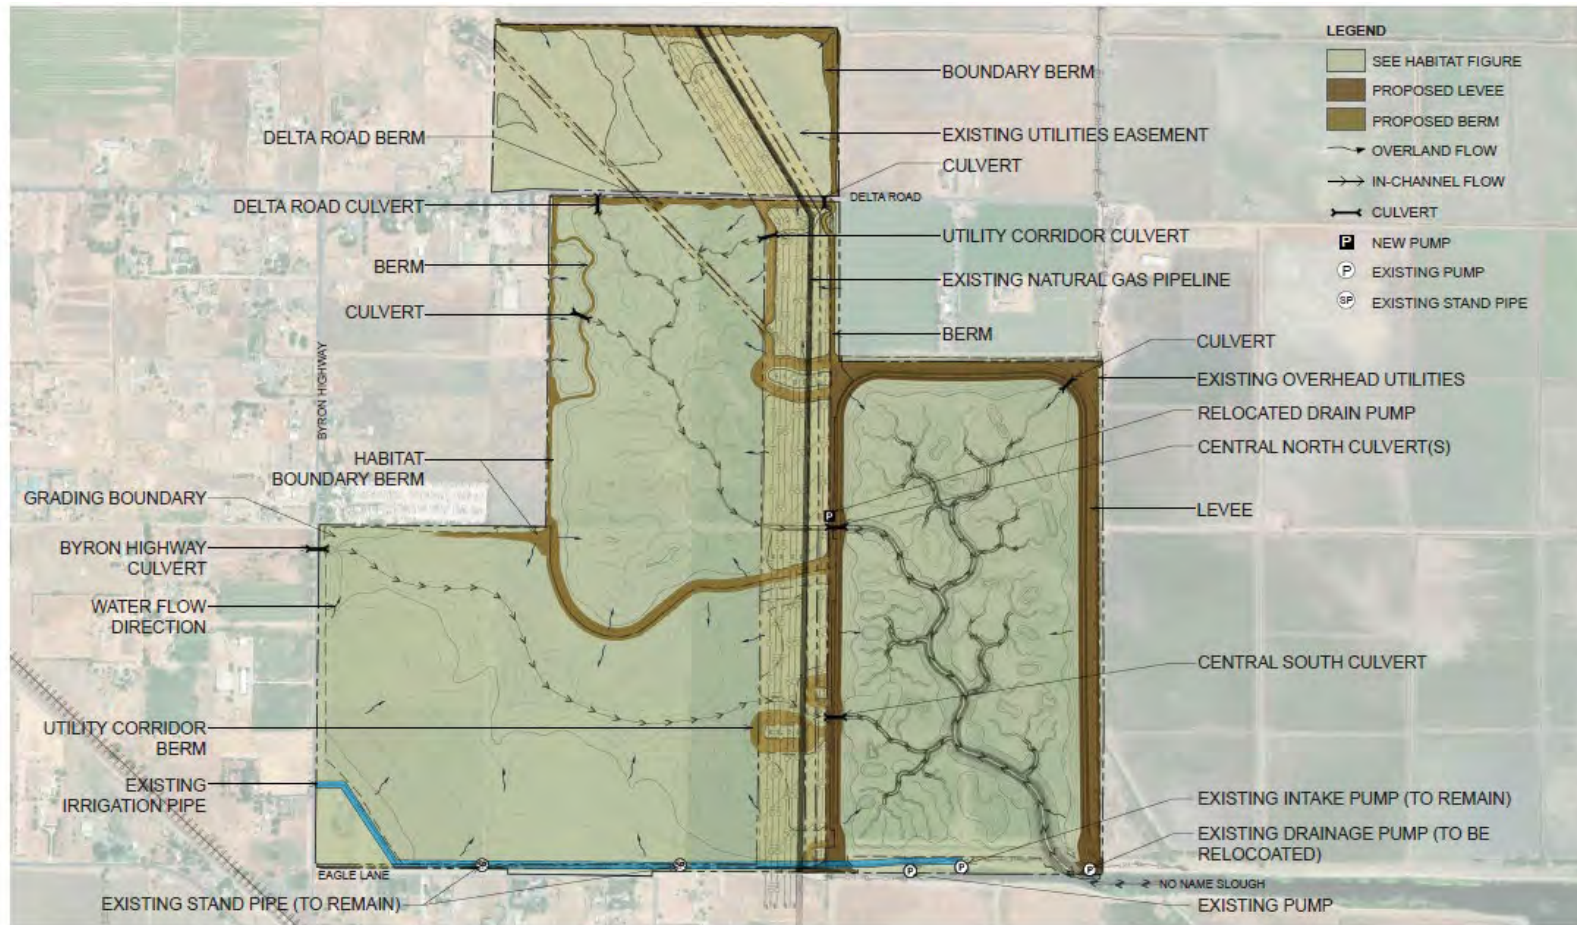 LEGEND
SEE HABITAT FIGURE
PROPOSED LEVEE
PROPOSED BERM
OVERLAND FLOW
IN-CHANNEL FLOW
CULVERT
P
NEW PUMP
P
EXISTING PUMP
SP
EXISTING STAND PIPE
BOUNDARY BERM
DELTA ROAD BERM
EXISTING UTILITIES EASEMENT
CULVERT
DELTA ROAD
DELTA ROAD CULVERT
UTILITY CORRIDOR CULVERT
BERM
EXISTING NATURAL GAS PIPELINE
CULVERT
BERM
CULVERT
BYRON HIGHWAY
EXISTING OVERHEAD UTILITIES
RELOCATED DRAIN PUMP
CENTRAL NORTH CULVERT(S)
HABITAT
BOUNDARY BERM
GRADING BOUNDARY
P
LEVEE
BYRON HIGHWAY
CULVERT
WATER FLOW
DIRECTION
CENTRAL SOUTH CULVERT
UTILITY CORRIDOR
BERM
EXISTING
IRRIGATION PIPE
EXISTING INTAKE PUMP (TO REMAIN)
EXISTING DRAINAGE PUMP (TO BE
RELOCOATED)
SP
SP
P
P
P
EAGLE LANE
NO NAME SLOUGH
EXISTING STAND PIPE (TO REMAIN)
EXISTING PUMP